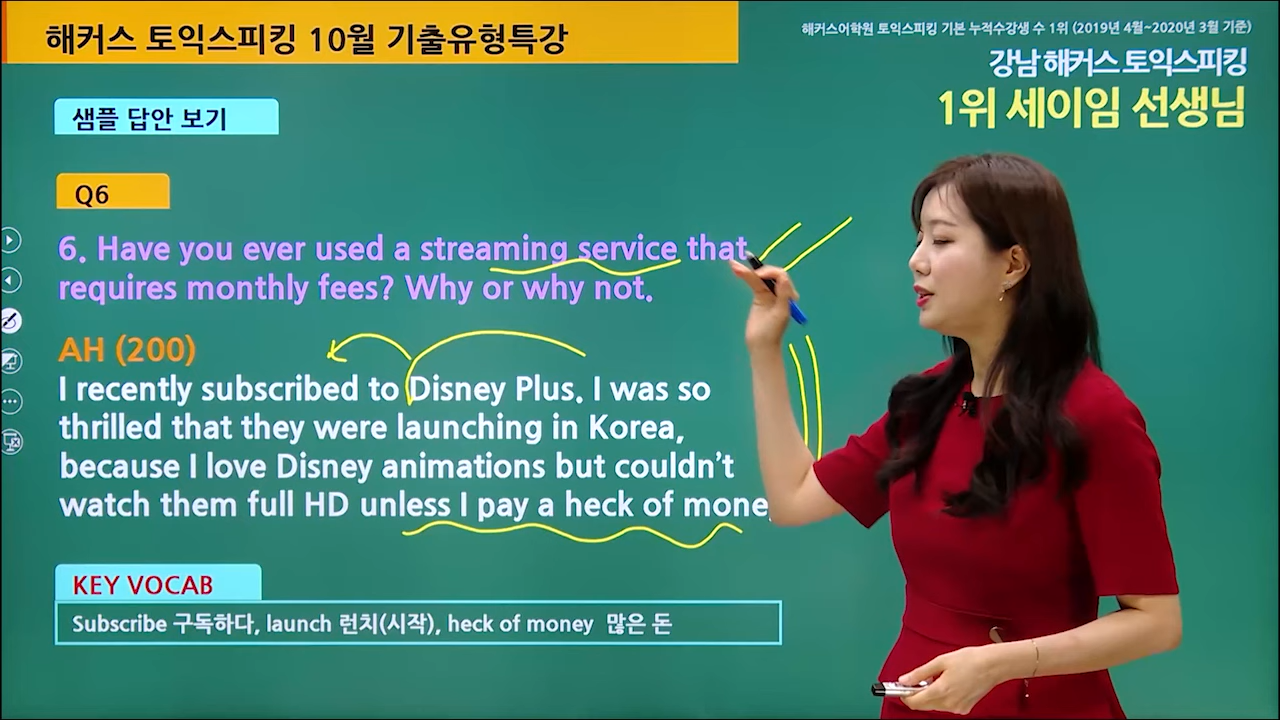 해커스 토익스피킹 10월 기출유형특강
해커스어학원 토익스피킹 기본 누적수강생 수 1위 (2019년 4월~2020년 3월 기준)
강남 해커스 토익스피킹
1위 세이임 선생님
샘플 답안 보기
Q6
6. Have you ever used a streaming service that
requires monthly fees? Why or why not.
AH (200)
I recently subscribed to Disney Plus. I was so
thrilled that they were launching in Korea,
because I love Disney animations but couldn't
watch them full HD unless I pay a heck of mone
KEY VOCAB
Subscribe 구독하다, launch 런치(시작), heck of money 많은 돈